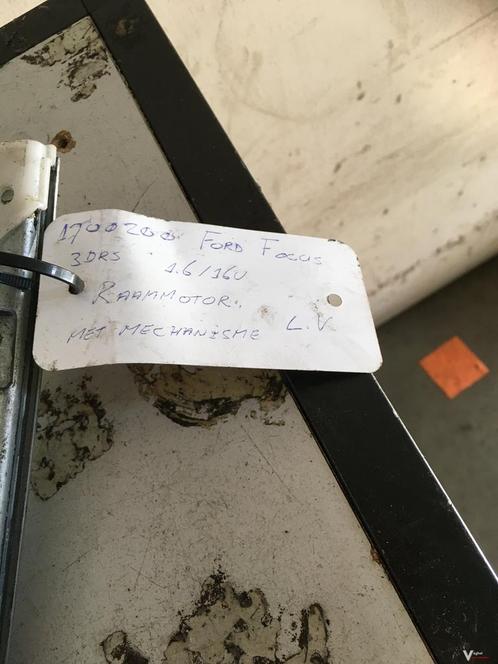 1700200 FORD FOCUS
3DRS 1.6/16V
RAAMMOTOR.
MET MECHANISME L.V.